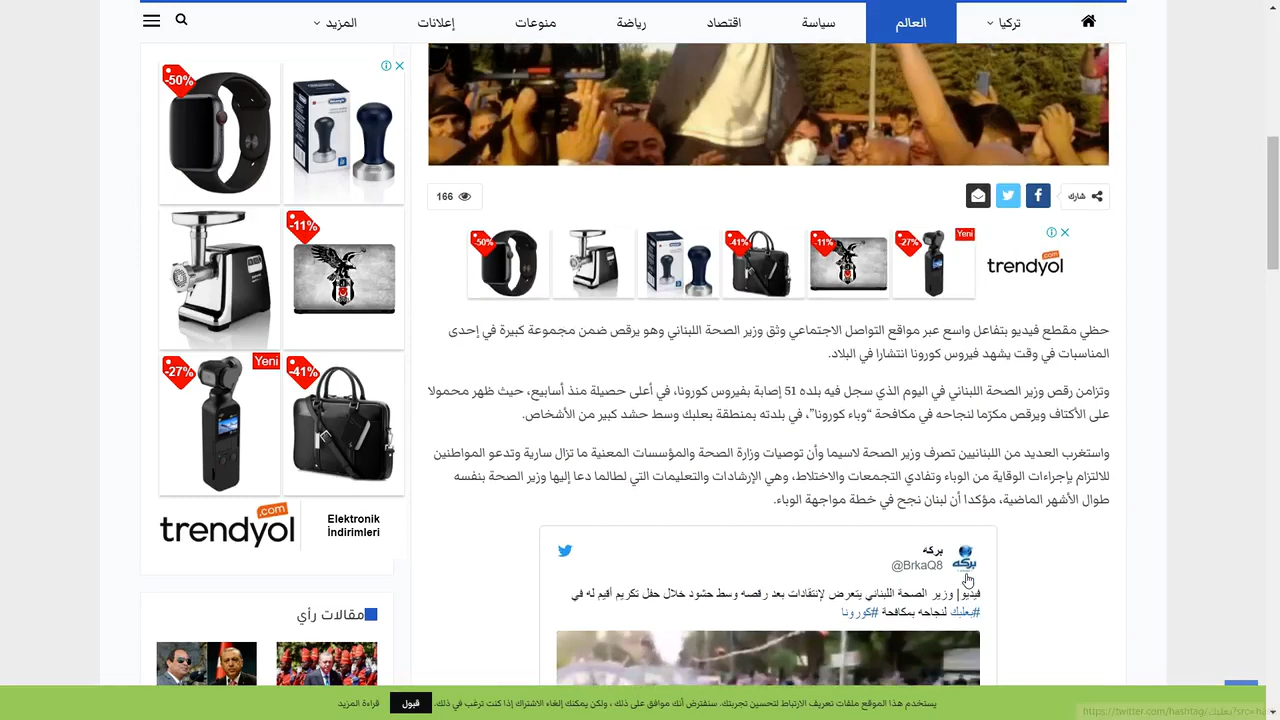 تركيا
العالم
سياسة
اقتصاد
رياضة
منوعات
إعلانات
المزيد
شارك
166
-50%
-41%
-11%
-27%
Yeni
trendyol.com
حظي مقطع فيديو بتفاعل واسع عبر مواقع التواصل الاجتماعي وثق وزير الصحة اللبناني وهو يرقص ضمن مجموعة كبيرة في إحدى
المناسبات في وقت يشهد فيروس كورونا انتشارا في البلاد.
وتزامن رقص وزير الصحة اللبناني في اليوم الذي سجل فيه بلده 51 إصابة بفيروس كورونا، في أعلى حصيلة منذ أسابيع، حيث ظهر محمولا
على الأكتاف ويرقص مكرّما لنجاحه في مكافحة “وباء كورونا”، في بلدته بمنطقة بعلبك وسط حشد كبير من الأشخاص.
واستغرب العديد من اللبنانيين تصرف وزير الصحة لاسيما وأن توصيات وزارة الصحة والمؤسسات المعنية ما تزال سارية وتدعو المواطنين
للالتزام بإجراءات الوقاية من الوباء وتفادي التجمعات والاختلاط، وهي الإرشادات والتعليمات التي لطالما دعا إليها وزير الصحة بنفسه
طوال الأشهر الماضية، مؤكدا أن لبنان نجح في خطة مواجهة الوباء.
بركه
@BrkaQ8
فيديو| وزير الصحة اللبناني يتعرض لإنتقادات بعد رقصه وسط حشود خلال حفل تكريم أقيم له في
#بعلبك لنجاحه بمكافحة #كورونا
-50%
-11%
-27%
Yeni
-41%
trendyol.com
Elektronik
İndirimleri
مقالات رأي
يستخدم هذا الموقع ملفات تعريف الارتباط لتحسين تجربتك. سنفترض أنك موافق على ذلك ، ولكن يمكنك إلغاء الاشتراك إذا كنت ترغب في ذلك.
قبول
قراءة المزيد